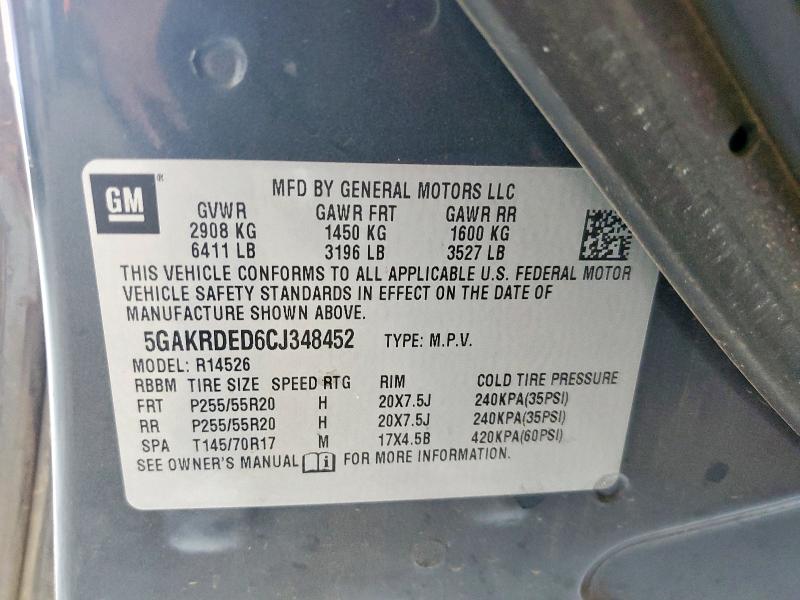 GM ®
MFD BY GENERAL MOTORS LLC
GVWR GAWR FRT GAWR RR
2908 KG 1450 KG 1600 KG
6411 LB 3196 LB 3527 LB
THIS VEHICLE CONFORMS TO ALL APPLICABLE U.S. FEDERAL MOTOR
VEHICLE SAFETY STANDARDS IN EFFECT ON THE DATE OF
MANUFACTURE SHOWN ABOVE.
5GAKRDED6CJ348452 TYPE: M.P.V.
MODEL: R14526
RBBM TIRE SIZE SPEED RTG RIM COLD TIRE PRESSURE
FRT P255/55R20 H 20X7.5J 240KPA(35PSI)
RR P255/55R20 H 20X7.5J 240KPA(35PSI)
SPA T145/70R17 M 17X4.5B 420KPA(60PSI)
SEE OWNER'S MANUAL i FOR MORE INFORMATION.